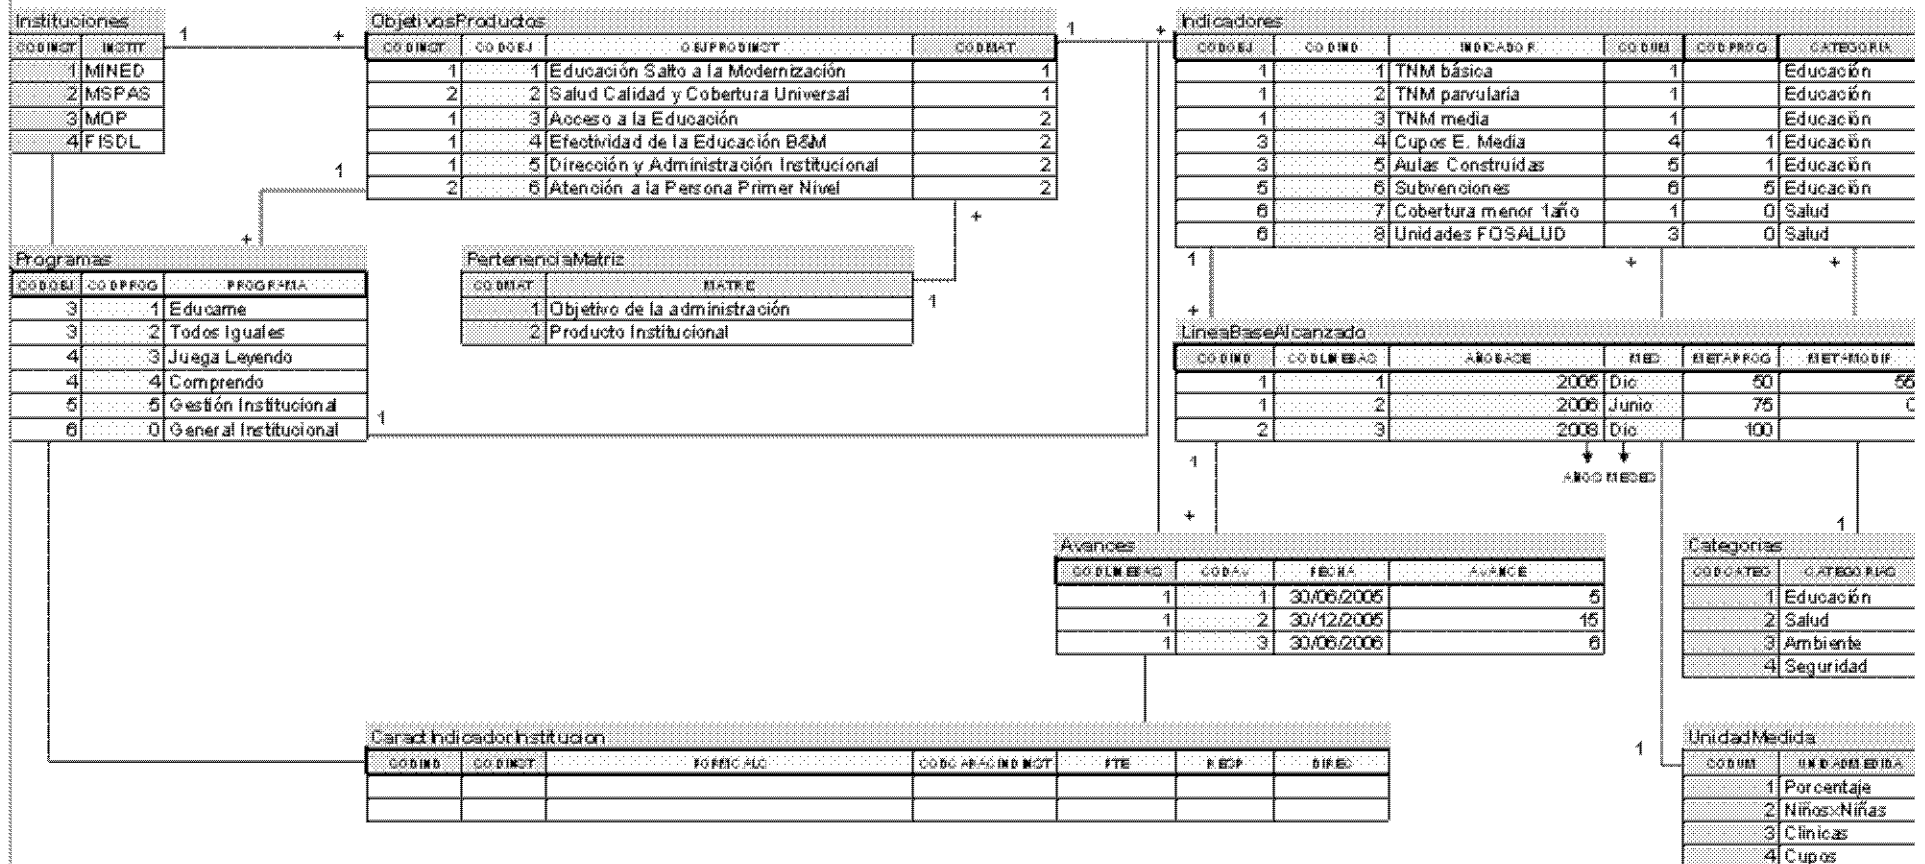 Instituciones
CODINST INSTIT
1 MINED
2 MSPAS
3 MOP
4 FISDL
1 +
ObjetivosProductos
CODINST CODOBJ OBJPRODINST CODMAT
1 1 Educación Salto a la Modernización 1
2 2 Salud Calidad y Cobertura Universal 1
1 3 Acceso a la Educación 2
1 4 Efectividad de la Educación B&M 2
1 5 Dirección y Administración Institucional 2
2 6 Atención a la Persona Primer Nivel 2
1 +
Indicadores
CODOBJ CODIND INDICADOR CODUM CODPROG CATEGORIA
1 1 TNM básica 1 Educación
1 2 TNM parvularia 1 Educación
1 3 TNM media 1 Educación
3 4 Cupos E. Media 4 1 Educación
3 5 Aulas Construidas 5 1 Educación
5 6 Subvenciones 6 5 Educación
6 7 Cobertura menor 1año 1 0 Salud
6 8 Unidades FOSALUD 3 0 Salud
1
+
+
1
+
+
Programas
CODOBJ CODPROG PROGRAMA
3 1 Educame
3 2 Todos Iguales
4 3 Juega Leyendo
4 4 Comprendo
5 5 Gestión Institucional
6 0 General Institucional
1
PertenenciaMatriz
CODMAT MATRIZ
1 Objetivo de la administración
2 Producto Institucional
1
+
LineaBaseAlcanzado
CODIND CODLINEBAS AÑOBASE MES METAPROG METAMODIF
1 1 2005 Dic 50 55
1 2 2006 Junio 75
2 3 2008 Dic 100
1
+
Avances
CODLINEBAS CODAV FECHA AVANCE
1 1 30/06/2005 5
1 2 30/12/2005 15
1 3 30/06/2006 6
1
Categorias
CODCATEG CATEGORIAS
1 Educación
2 Salud
3 Ambiente
4 Seguridad
CaractIndicadorInstitucion
CODIND CODINST FORMCALC CODCARACINDINST FTE RESP DIREC
1
UnidadMedida
CODUM UNIDADMEDIDA
1 Porcentaje
2 NiñosxNiñas
3 Clinicas
4 Cupos